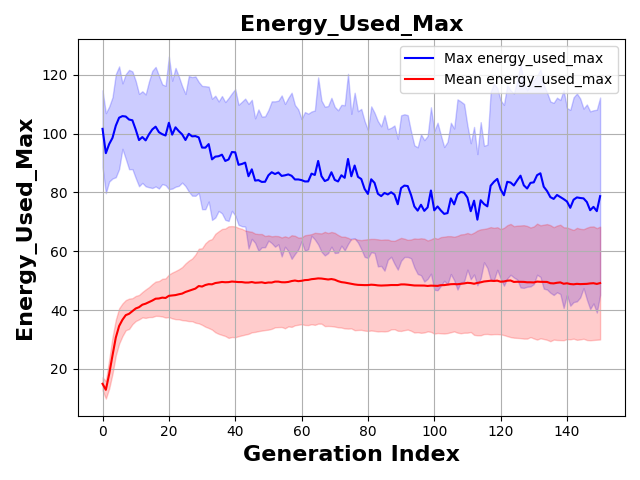 Energy_Used_Max
Max energy_used_max
Mean energy_used_max
Energy_Used_Max
120
100
80
60
40
20
0 20 40 60 80 100 120 140
Generation Index